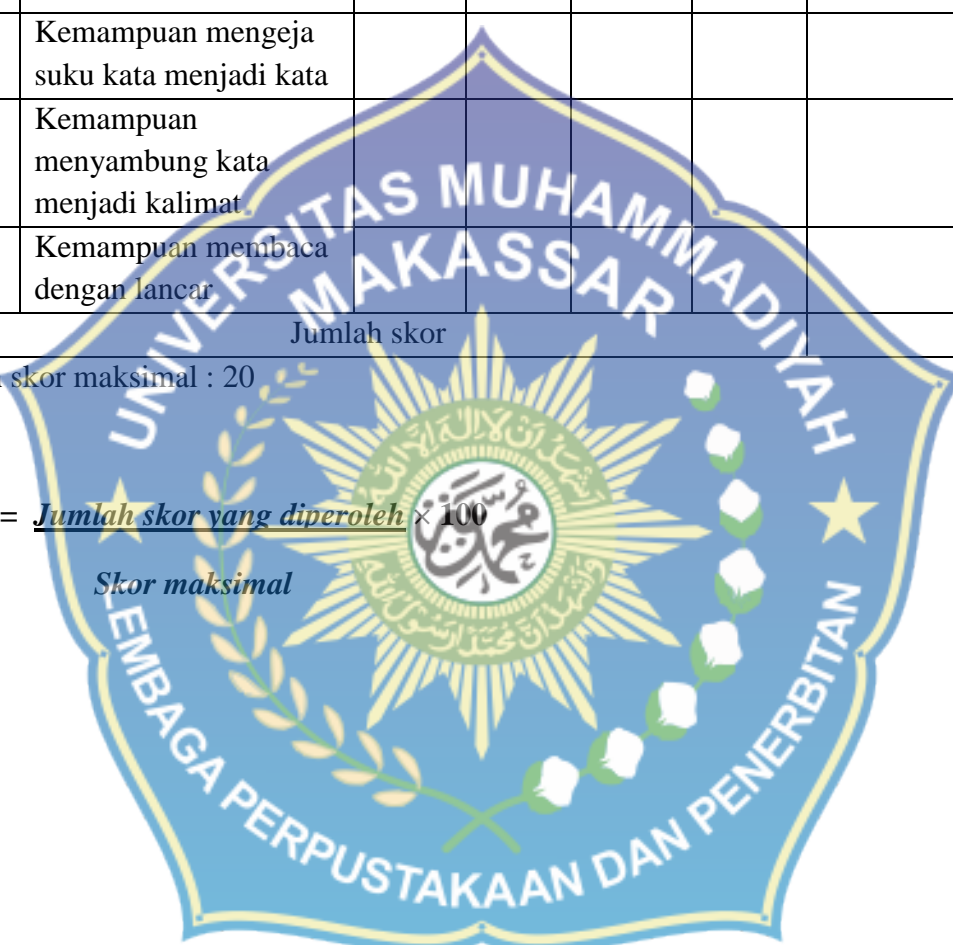 Kemampuan mengeja
suku kata menjadi kata
Kemampuan
menyambung kata
menjadi kalimat
Kemampuan membaca
dengan lancar
Jumlah skor
skor maksimal : 20
= Jumlah skor yang diperoleh × 100
Skor maksimal
UNIVERSITAS MUHAMMADIYAH
MAKASSAR
LEMBAGA PERPUSTAKAAN DAN PENERBITAN